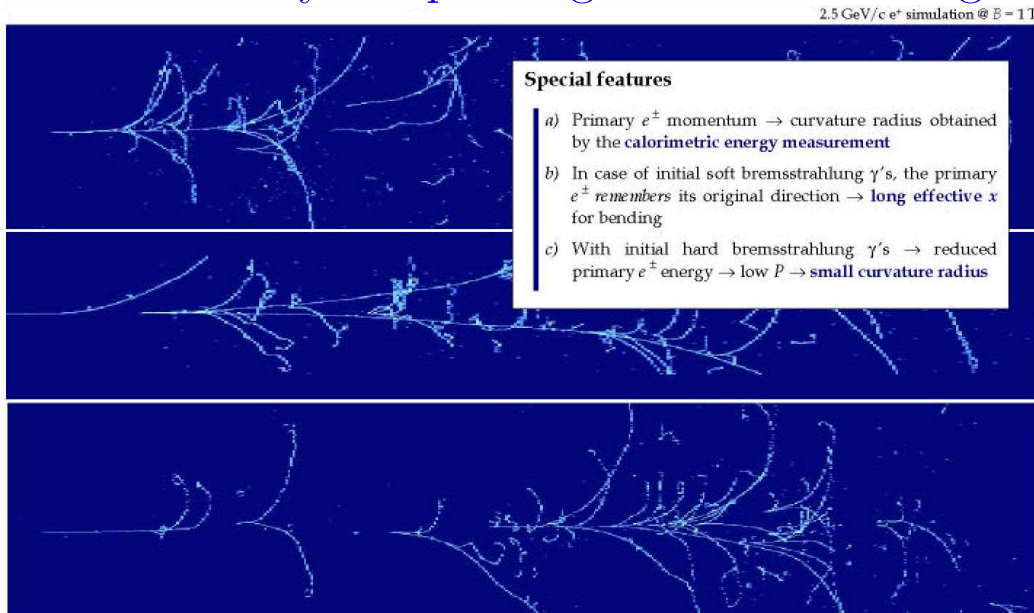 2.5 GeV/c e⁺ simulation @ B = 1 T
Special features
a) Primary e± momentum → curvature radius obtained
by the calorimetric energy measurement
b) In case of initial soft bremsstrahlung γ's, the primary
e± remembers its original direction → long effective x
for bending
c) With initial hard bremsstrahlung γ's → reduced
primary e± energy → low P → small curvature radius